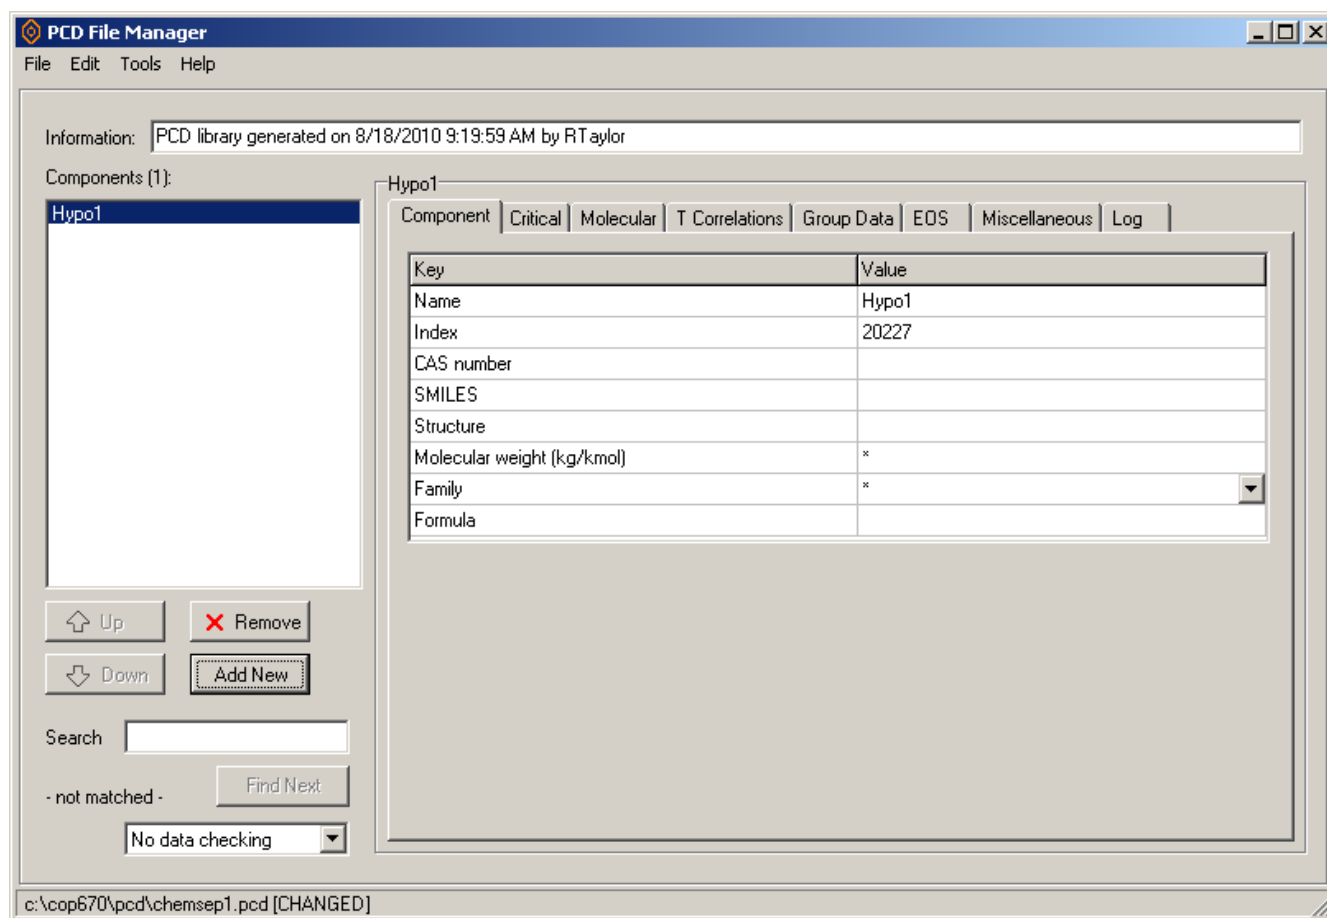 PCD File Manager
File Edit Tools Help
Information: PCD library generated on 8/18/2010 9:19:59 AM by RTaylor
Components (1):
Hypo1
Hypo1
Component Critical Molecular T Correlations Group Data EOS Miscellaneous Log
Key Value
Name Hypo1
Index 20227
CAS number
SMILES
Structure
Molecular weight (kg/kmol) *
Family *
Formula
Up Remove
Down Add New
Search
- not matched - Find Next
No data checking
c:\cop670\pcd\chemsep1.pcd [CHANGED]